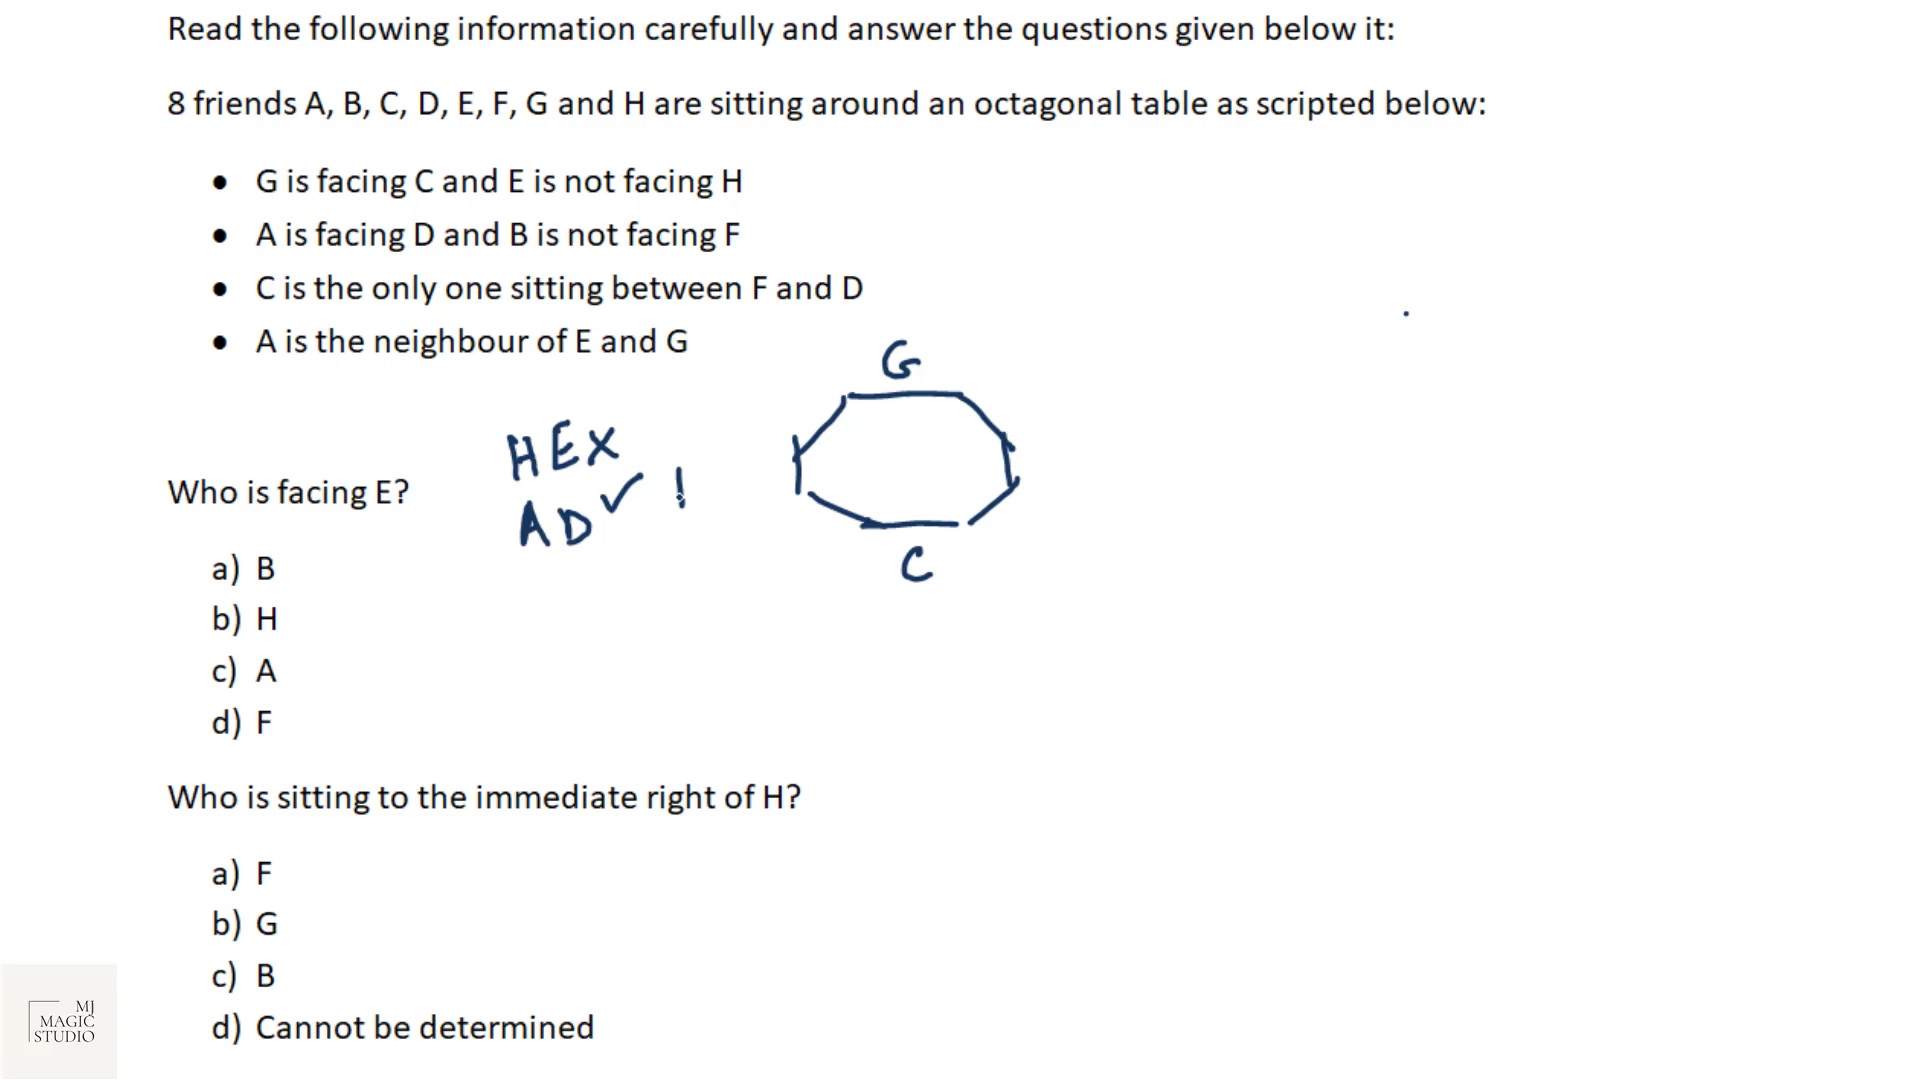 Read the following information carefully and answer the questions given below it:
8 friends A, B, C, D, E, F, G and H are sitting around an octagonal table as scripted below:
• G is facing C and E is not facing H
• A is facing D and B is not facing F
• C is the only one sitting between F and D
• A is the neighbour of E and G
G
HEX
Who is facing E?
AD ✓ !
C
a) B
b) H
c) A
d) F
Who is sitting to the immediate right of H?
a) F
b) G
c) B
d) Cannot be determined
MJ
MAGIC
STUDIO